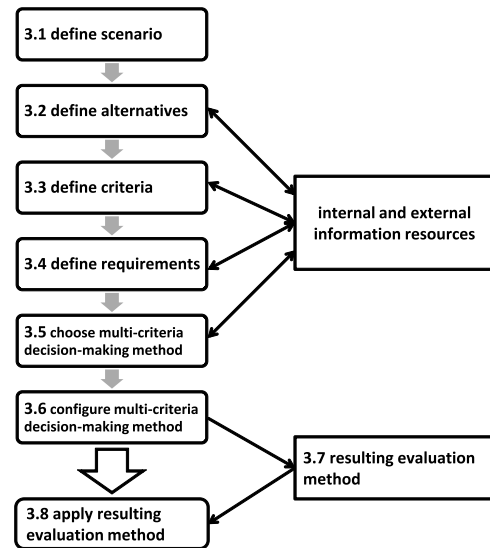 3.1 define scenario
3.2 define alternatives
3.3 define criteria
internal and external
information resources
3.4 define requirements
3.5 choose multi-criteria
decision-making method
3.6 configure multi-criteria
decision-making method
3.7 resulting evaluation
method
3.8 apply resulting
evaluation method